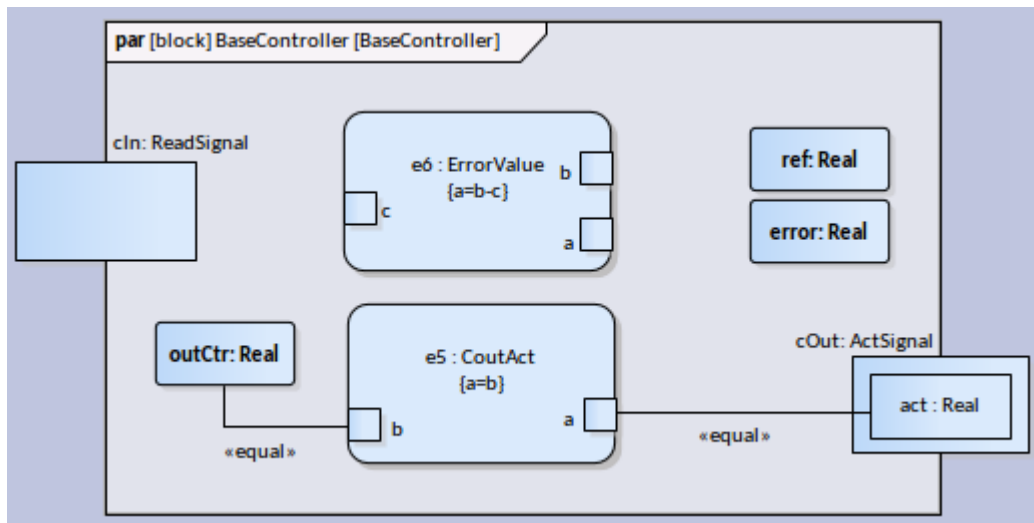 par [block] BaseController [BaseController]
cIn: ReadSignal
e6 : ErrorValue
{a=b-c}
b
c
a
ref: Real
error: Real
outCtr: Real
e5 : CoutAct
{a=b}
b
a
«equal»
«equal»
cOut: ActSignal
act : Real